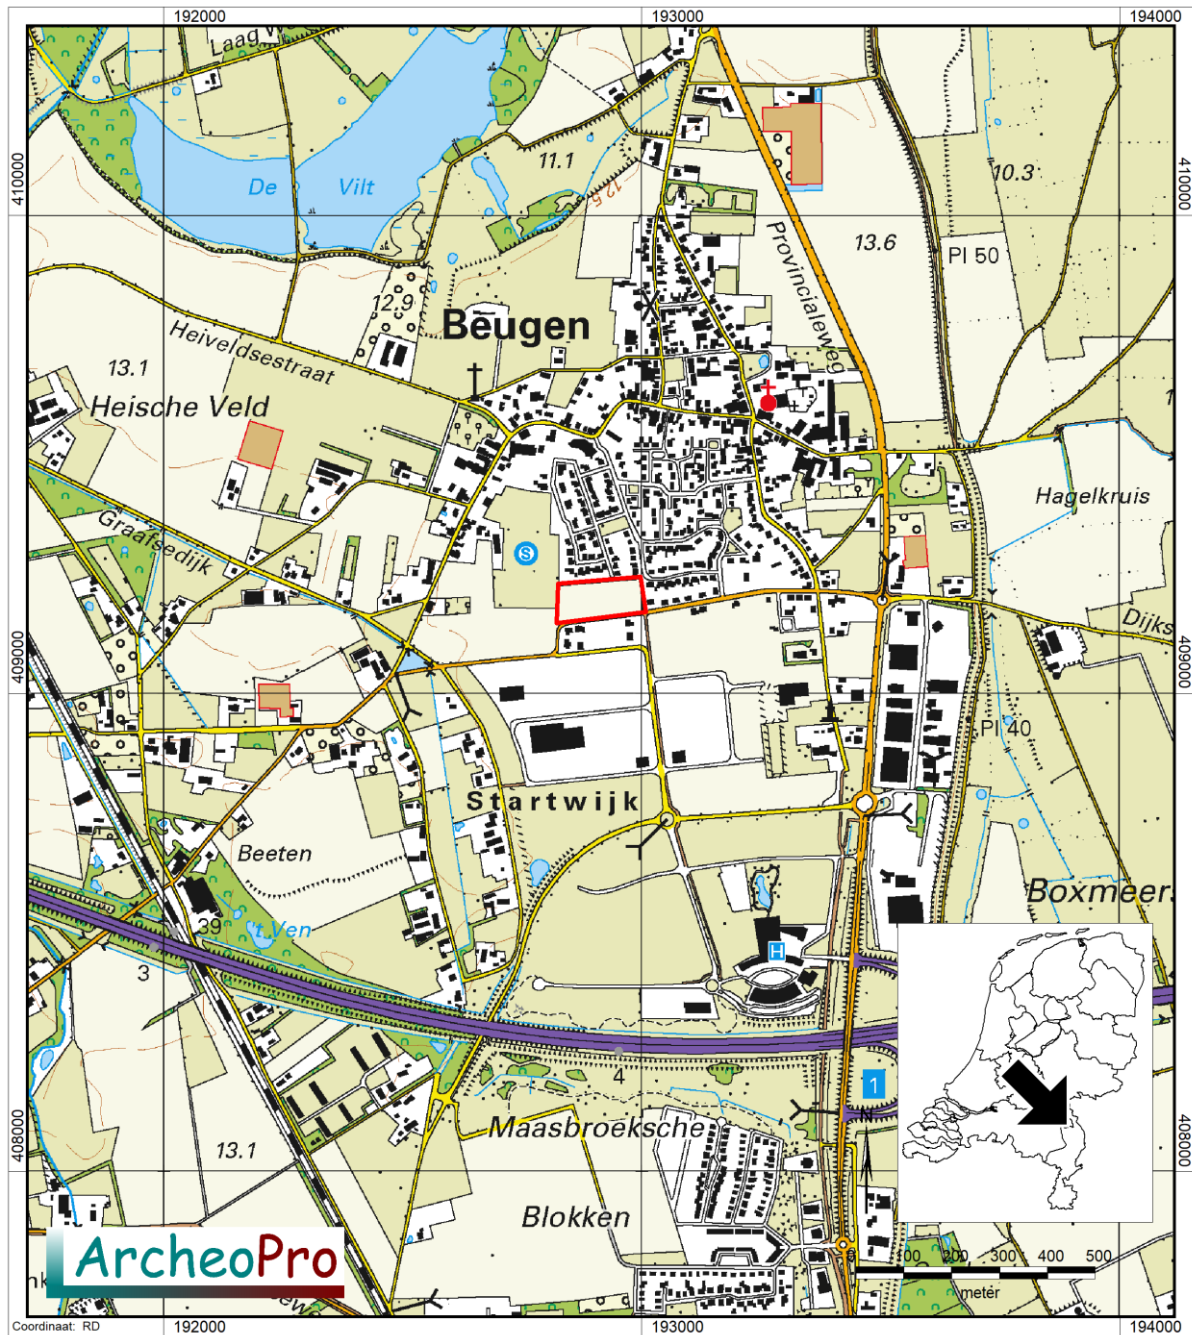 192000
193000
194000
Laag
410000
De Vilt
11.1
12.5
10.3
410000
13.6
Provincialeweg
Pl 50
12.9
Beugen
Heiveldsestraat
13.1
Heische Veld
Hagelkruis
Graafsedijk
S
Dijks
409000
409000
Pl 40
Startwijk
Beeten
Boxmeer
39
't Ven
H
3
4
1
N
Maasbroeksche
408000
408000
13.1
Blokken
ArcheoPro
0 100 200 300 400 500
meter
Coordinaat: RD
192000
193000
194000